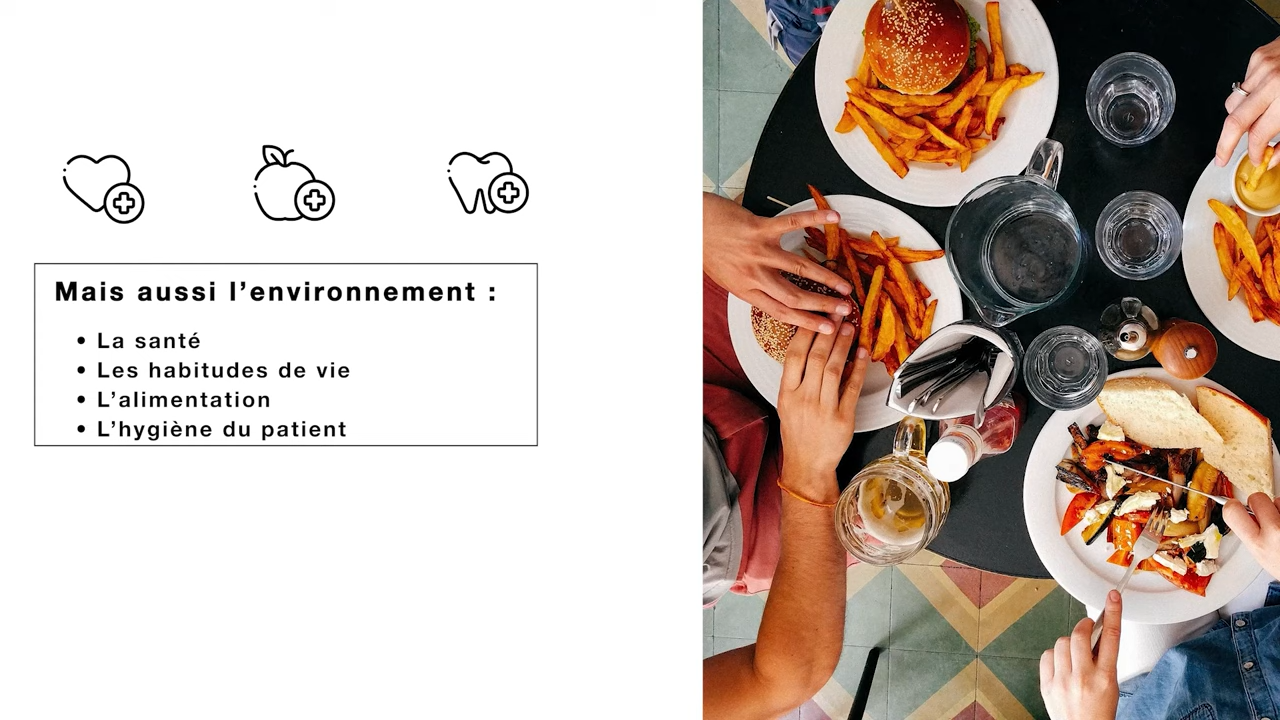 Mais aussi l’environnement :
• La santé
• Les habitudes de vie
• L’alimentation
• L’hygiène du patient